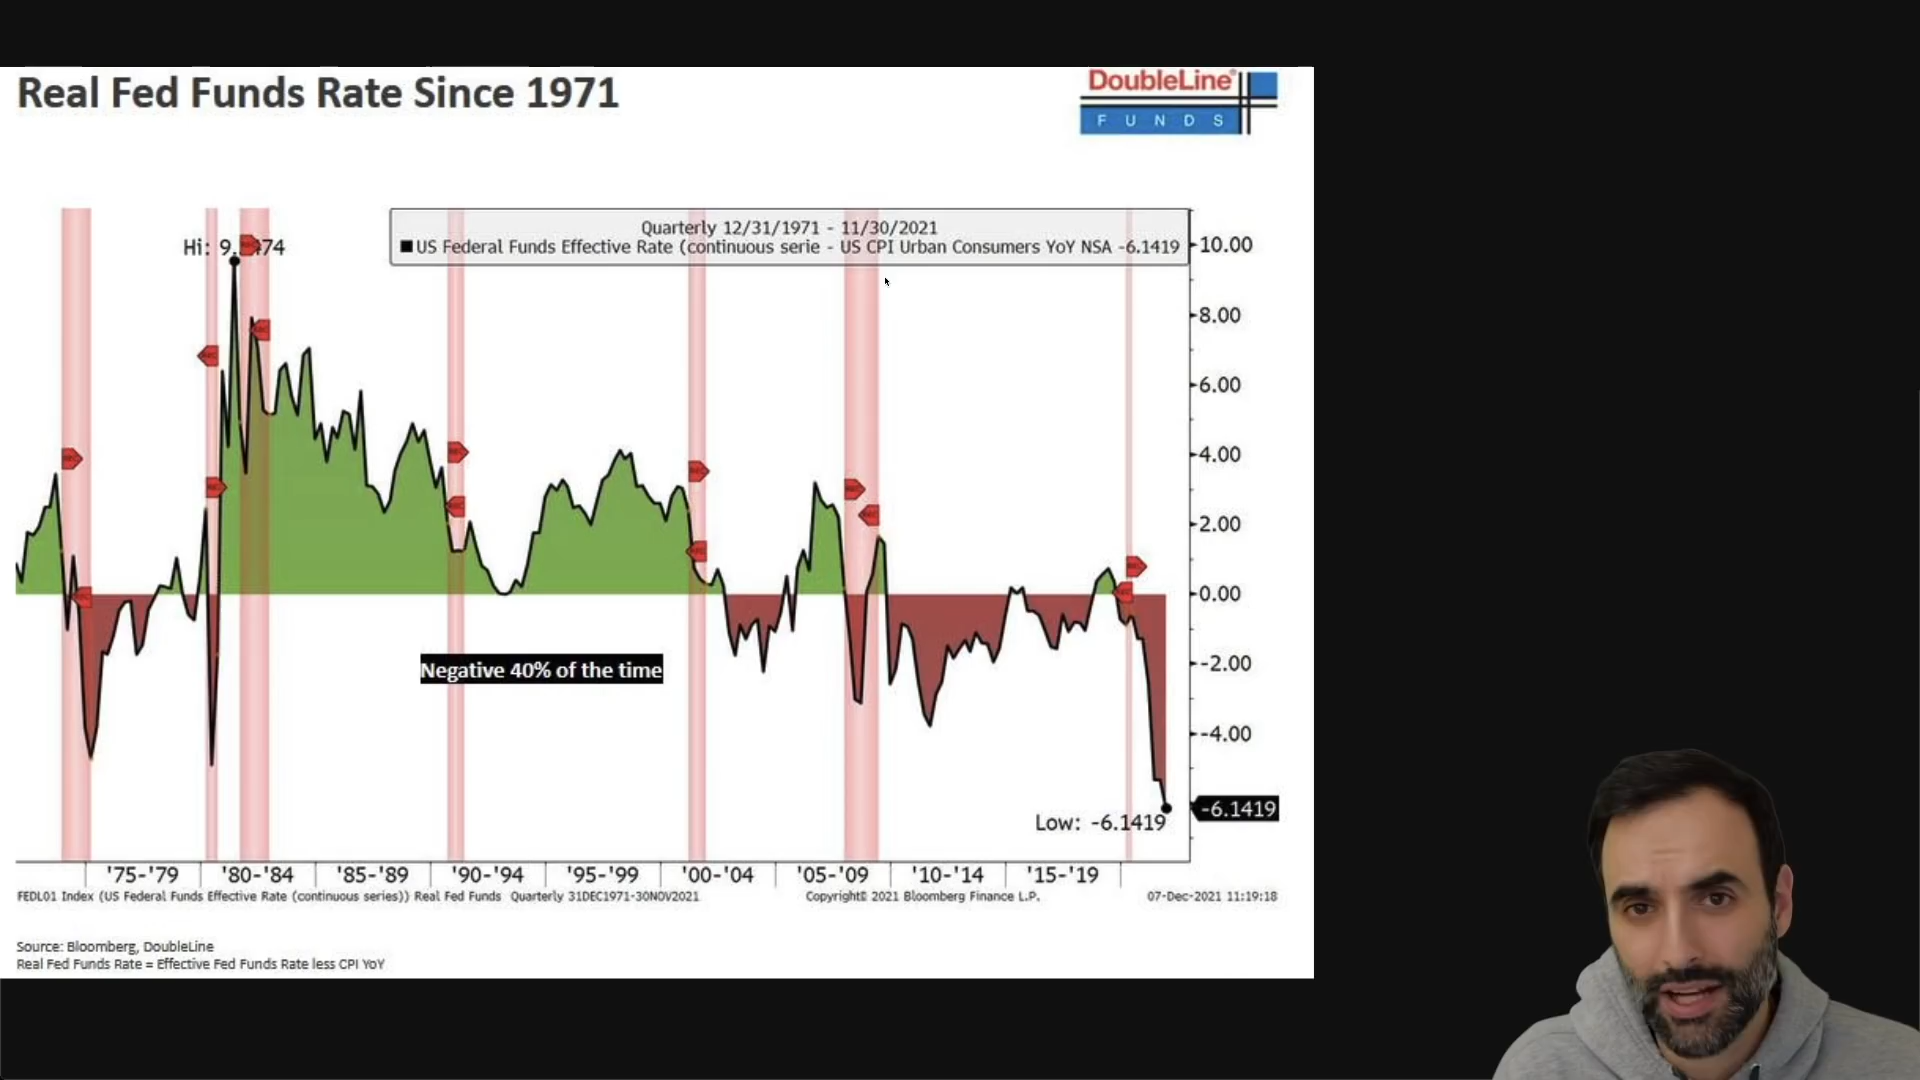 Real Fed Funds Rate Since 1971
DoubleLine®
FUNDS
Quarterly 12/31/1971 - 11/30/2021
US Federal Funds Effective Rate (continuous serie - US CPI Urban Consumers YoY NSA -6.1419
Hi: 9. 74
10.00
8.00
6.00
4.00
2.00
0.00
-2.00
-4.00
Negative 40% of the time
-6.1419
Low: -6.1419
'75-'79 '80-'84 '85-'89 '90-'94 '95-'99 '00-'04 '05-'09 '10-'14 '15-'19
FEDL01 Index (US Federal Funds Effective Rate (continuous series)) Real Fed Funds Quarterly 31DEC1971-30NOV2021 Copyright© 2021 Bloomberg Finance L.P. 07-Dec-2021 11:19:18
Source: Bloomberg, DoubleLine
Real Fed Funds Rate = Effective Fed Funds Rate less CPI YoY